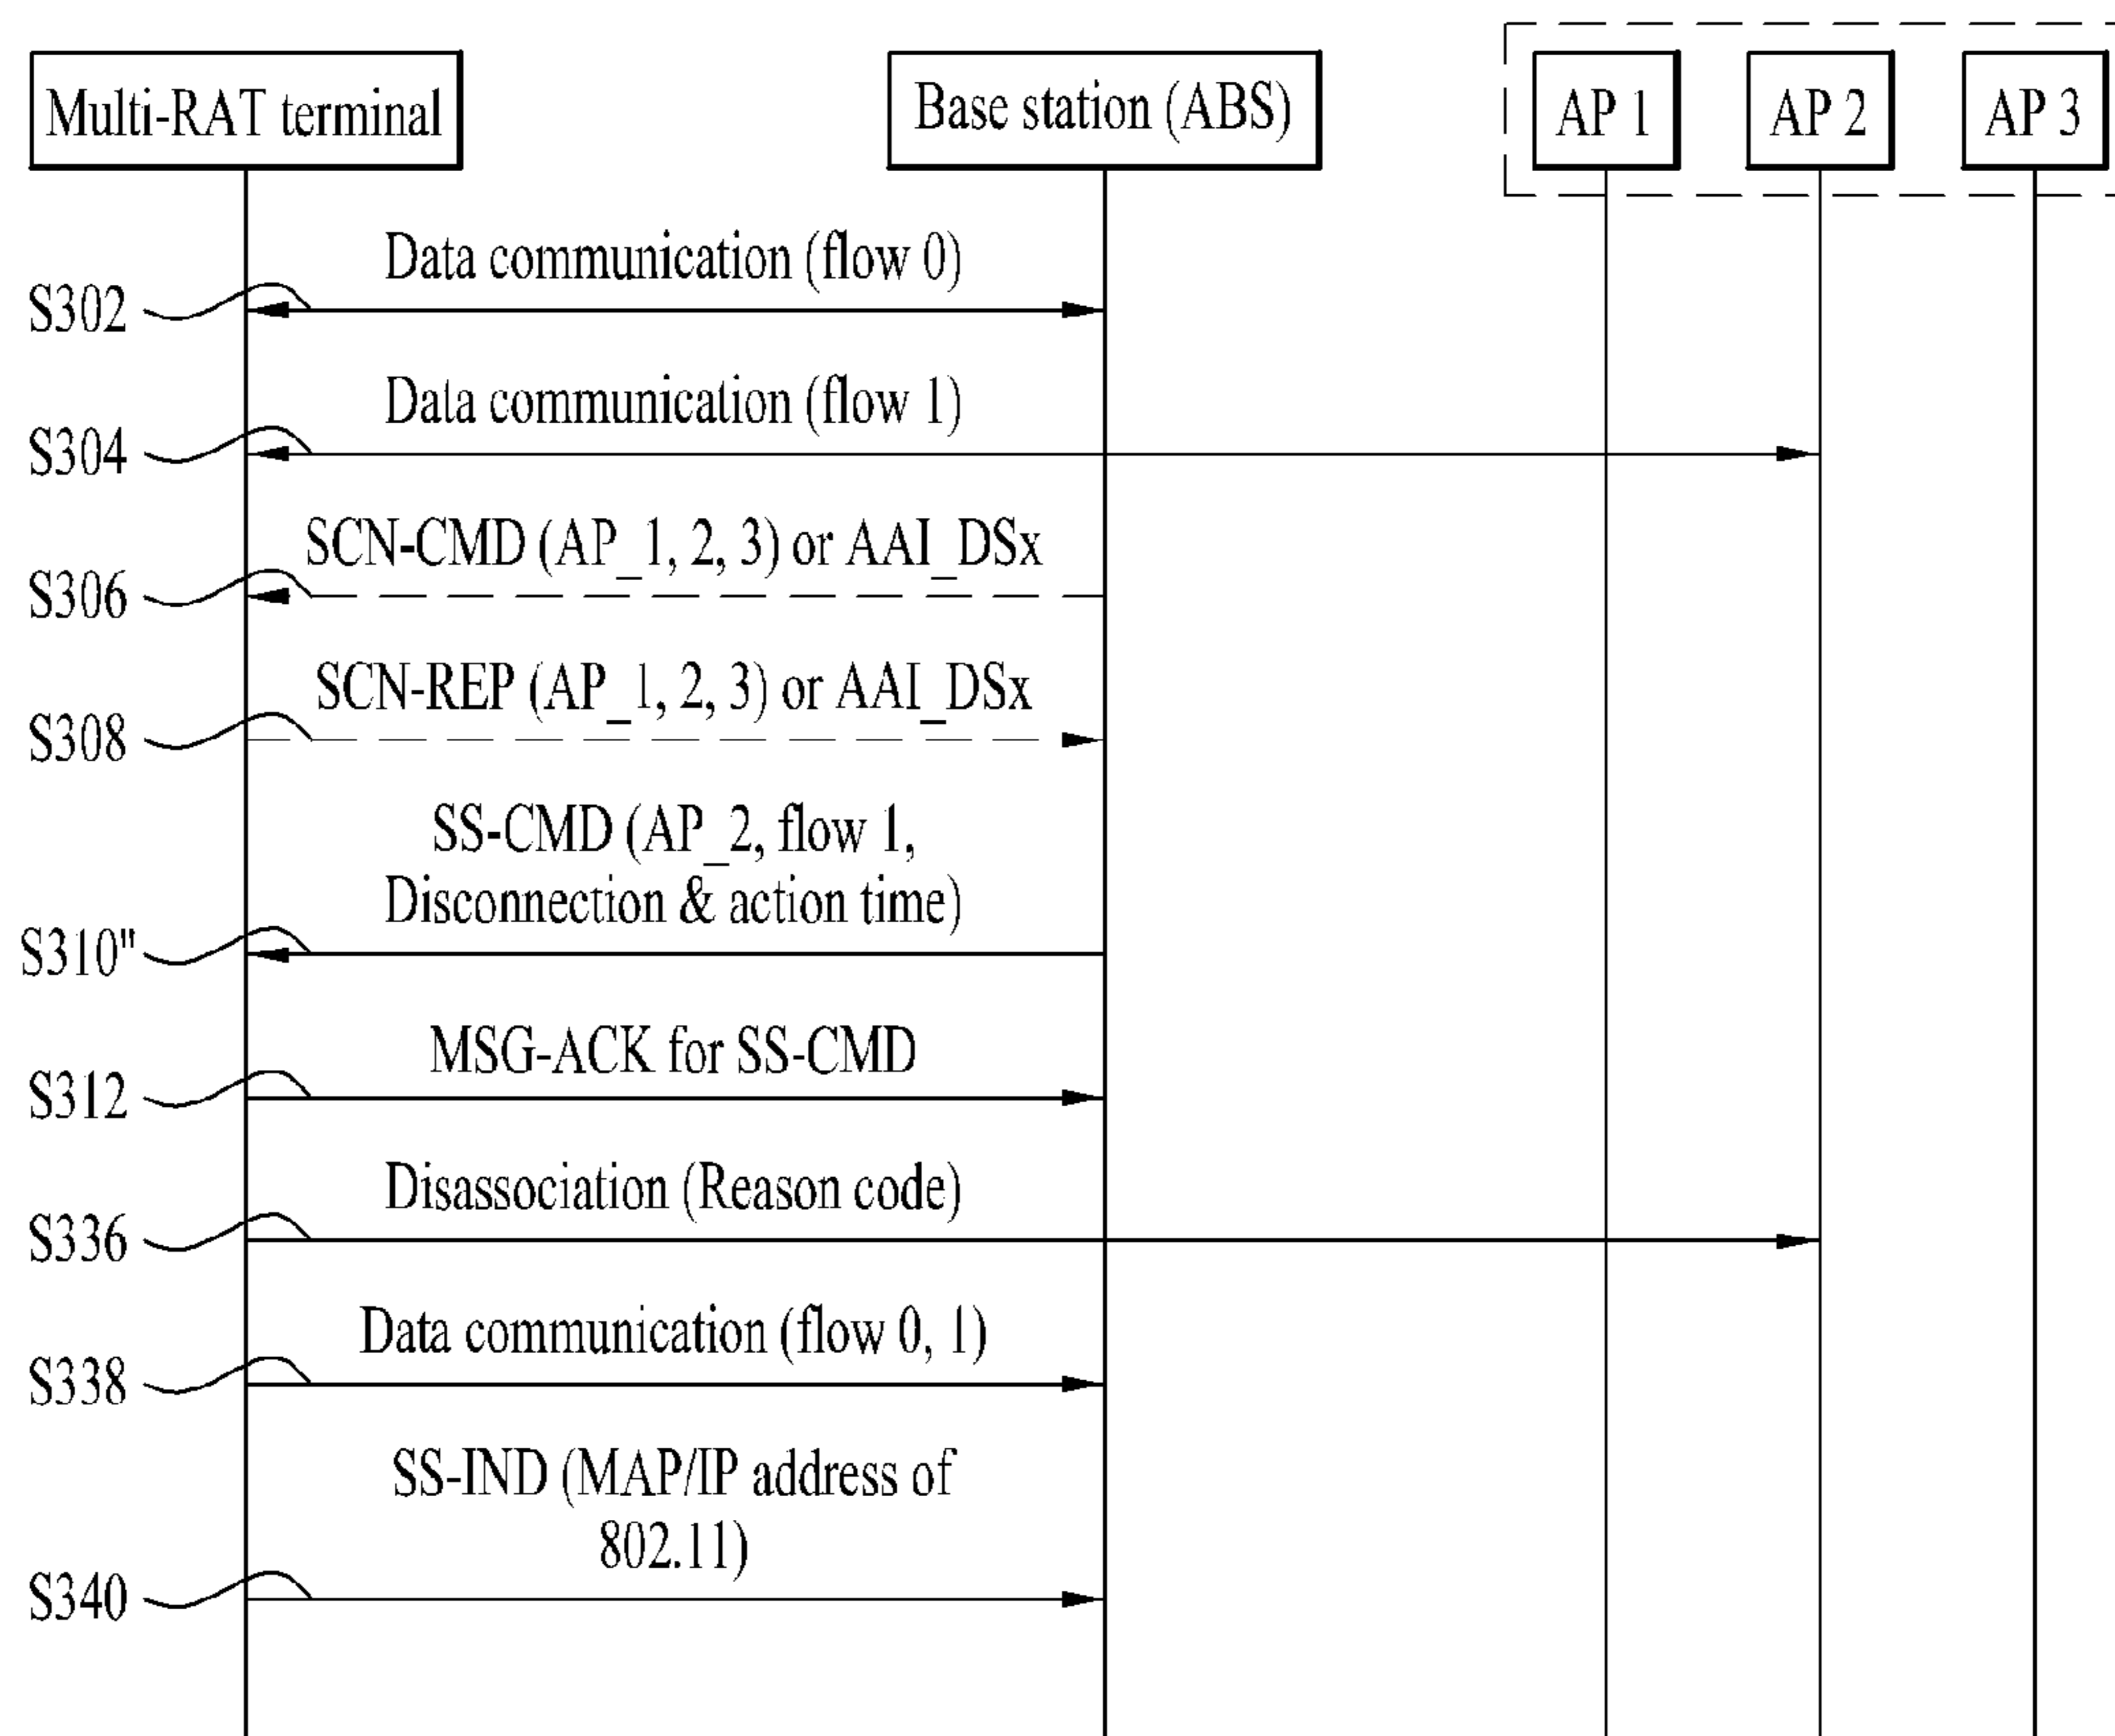 Multi-RAT terminal
Base station (ABS)
AP 1
AP 2
AP 3
Data communication (flow 0)
S302
Data communication (flow 1)
S304
SCN-CMD (AP_1, 2, 3) or AAI_DSx
S306
SCN-REP (AP_1, 2, 3) or AAI_DSx
S308
SS-CMD (AP_2, flow 1,
Disconnection & action time)
S310"
MSG-ACK for SS-CMD
S312
Disassociation (Reason code)
S336
Data communication (flow 0, 1)
S338
SS-IND (MAP/IP address of
802.11)
S340